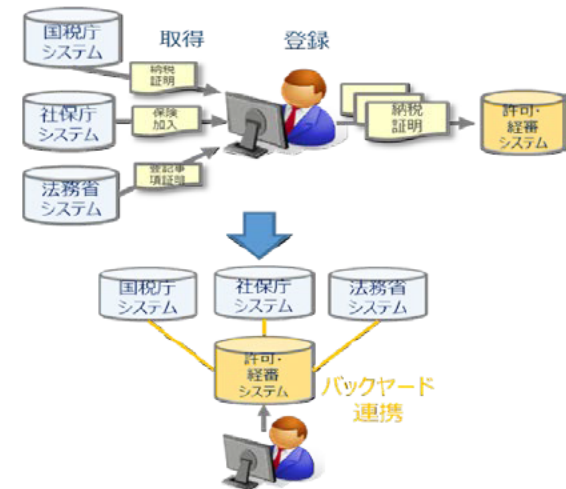 国税庁
システム
取得
登録
納税
証明
社保庁
システム
保険
加入
納税
証明
許可・
経審
システム
登記事
項証明
法務省
システム
国税庁
システム
社保庁
システム
法務省
システム
許可・
経審
システム
バックヤード
連携